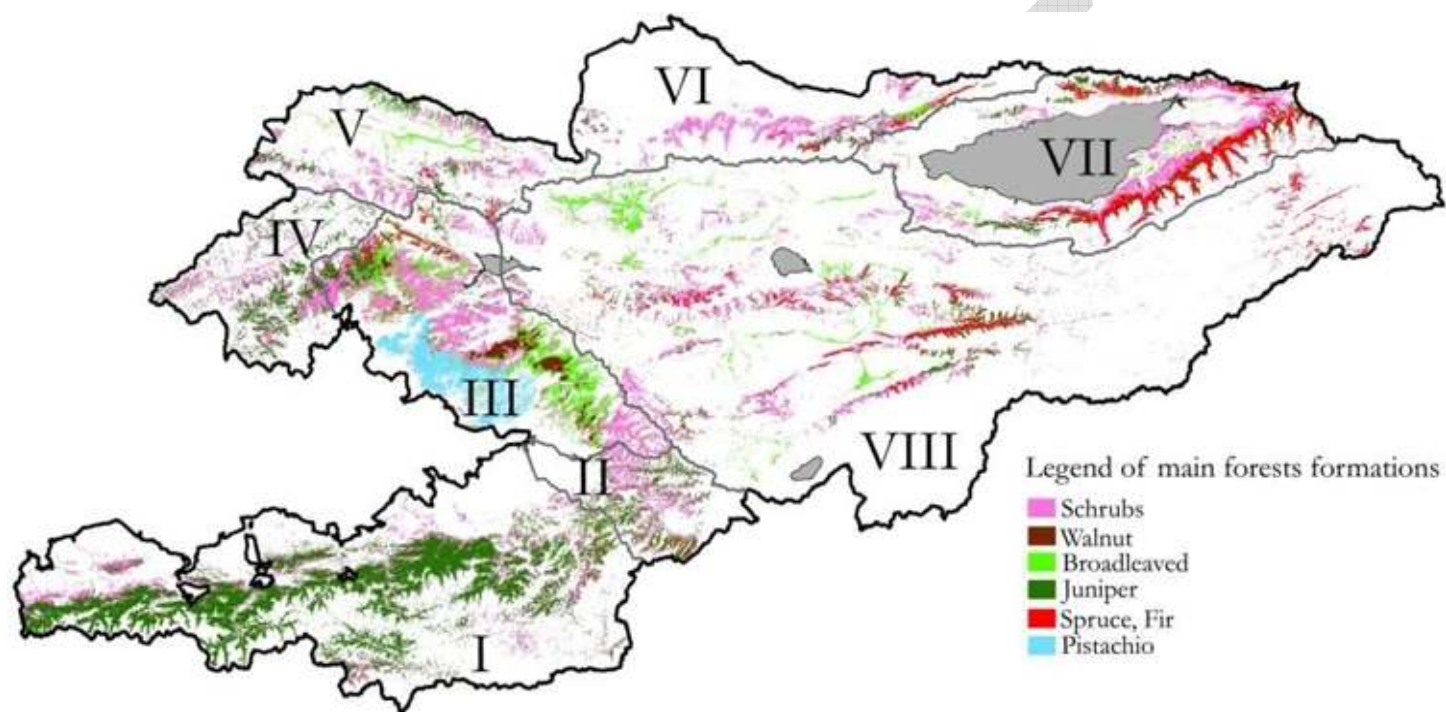 VI
V
VII
IV
III
VIII
II
I
Legend of main forests formations
Schrubs
Walnut
Broadleaved
Juniper
Spruce, Fir
Pistachio